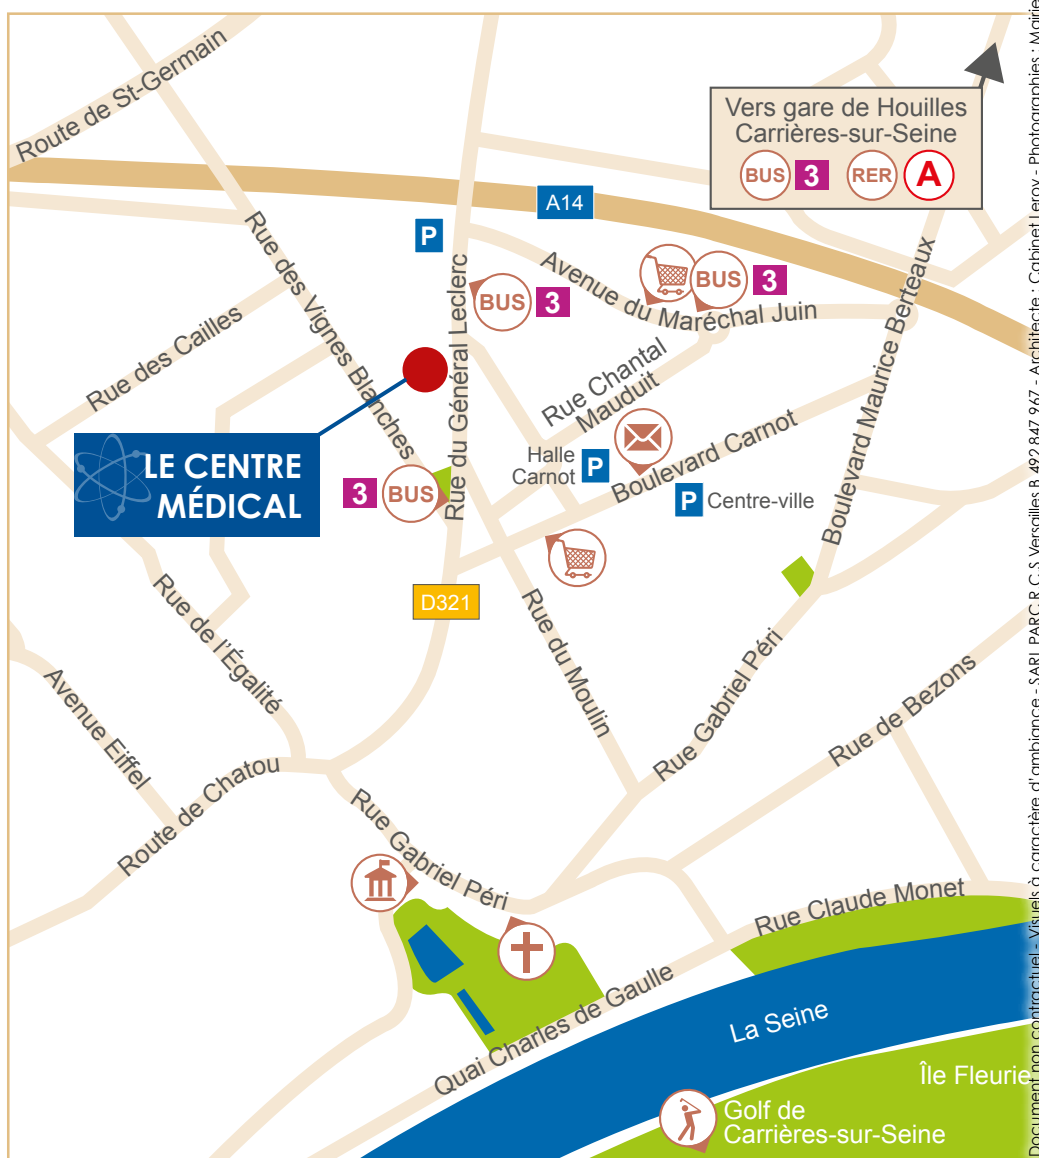 Route de St-Germain
Vers gare de Houilles
Carrières-sur-Seine
BUS 3 RER A
A14
P
Rue des Vignes Blanches
Rue du Général Leclerc
Avenue du Maréchal Juin
BUS 3
BUS 3
Boulevard Maurice Berteaux
Rue des Cailles
Rue Chantal
Mauduit
LE CENTRE
MÉDICAL
3 BUS
Halle
Carnot P
Boulevard Carnot
P Centre-ville
D321
Rue de l'Égalité
Rue du Moulin
Rue Gabriel Péri
Rue de Bezons
Avenue Eiffel
Route de Chatou
Rue Gabriel Péri
Rue Claude Monet
Quai Charles de Gaulle
La Seine
Île Fleurie
Golf de
Carrières-sur-Seine
Document non contractuel - Visuels à caractère d'ambiance - SARL PARC R.C.S Versailles B 492 847 967 - Architecte : Cabinet Leroy - Photographies : Mairie